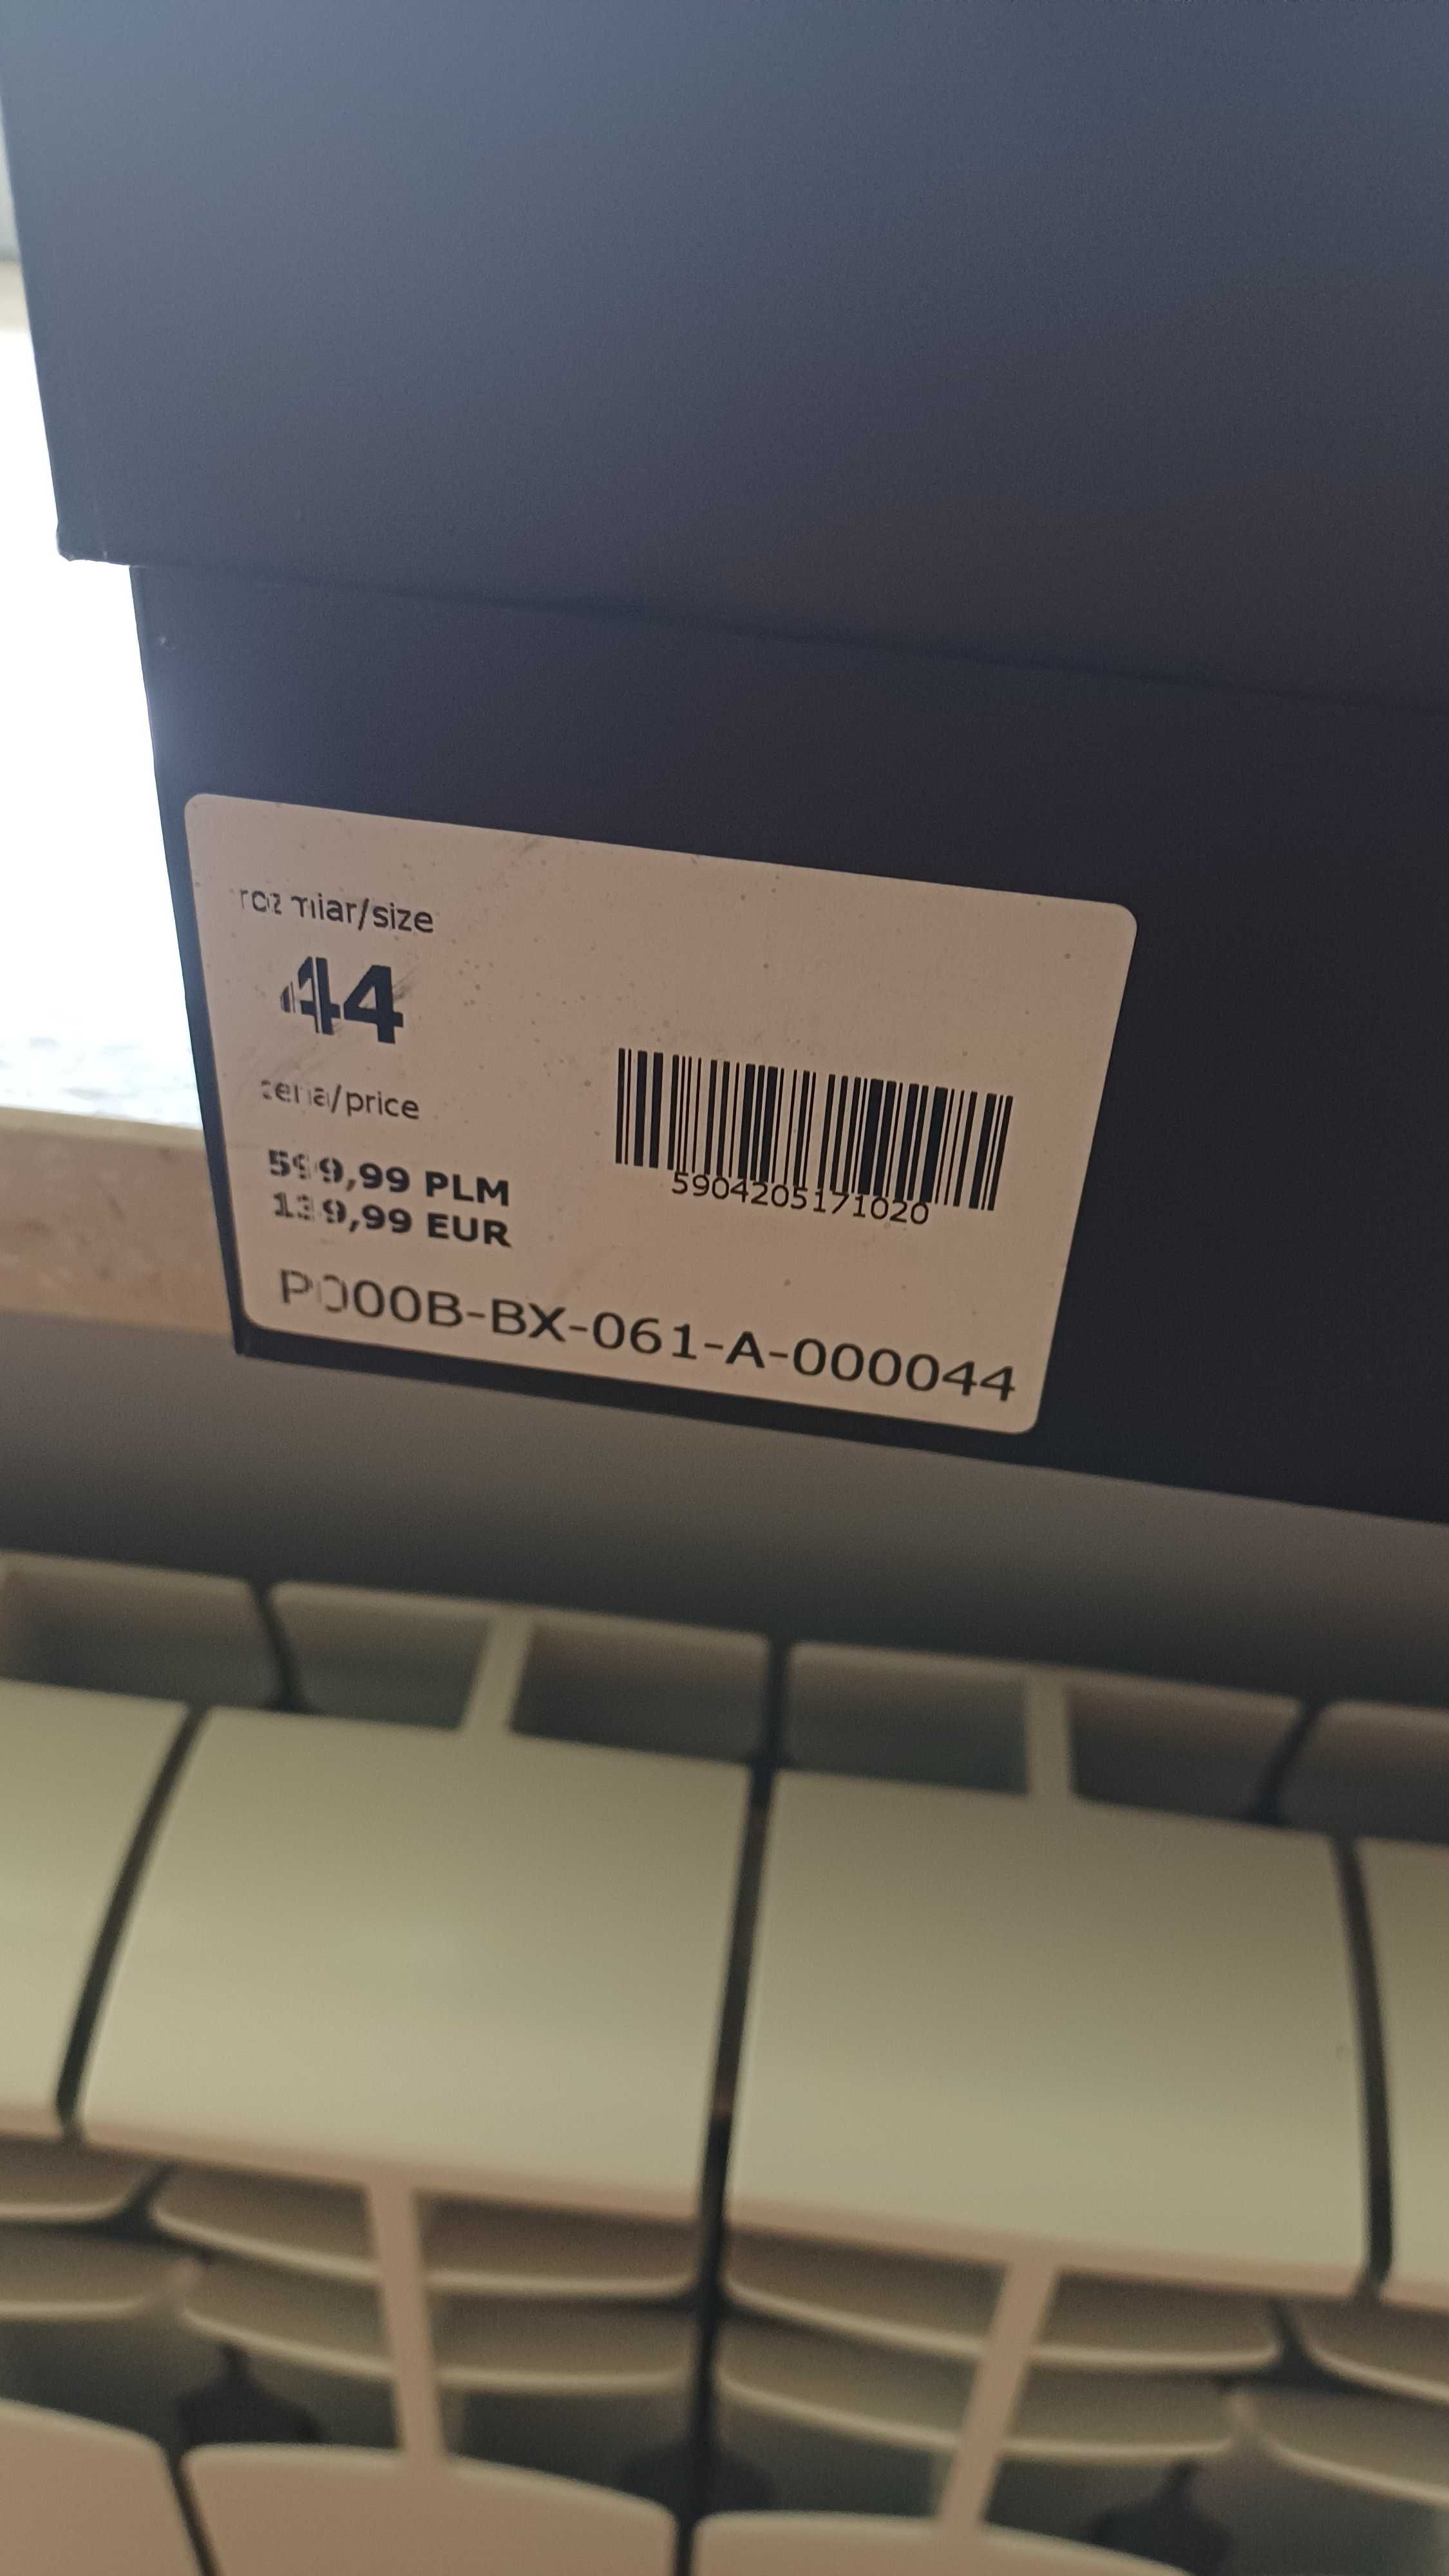 rozmiar/size
44
cena/price
599,99 PLM
139,99 EUR
5904205171020
P000B-BX-061-A-000044